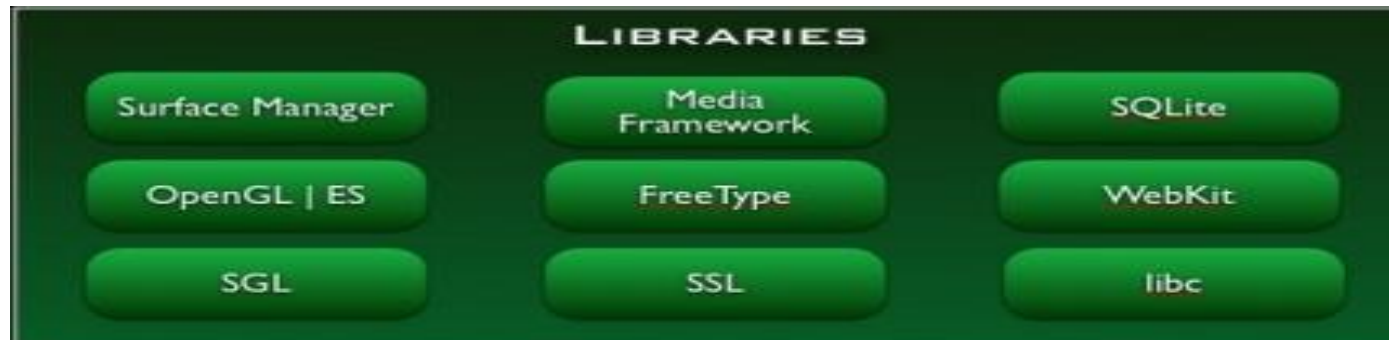 LIBRARIES
Surface Manager
Media
Framework
SQLite
OpenGL | ES
FreeType
WebKit
SGL
SSL
libc